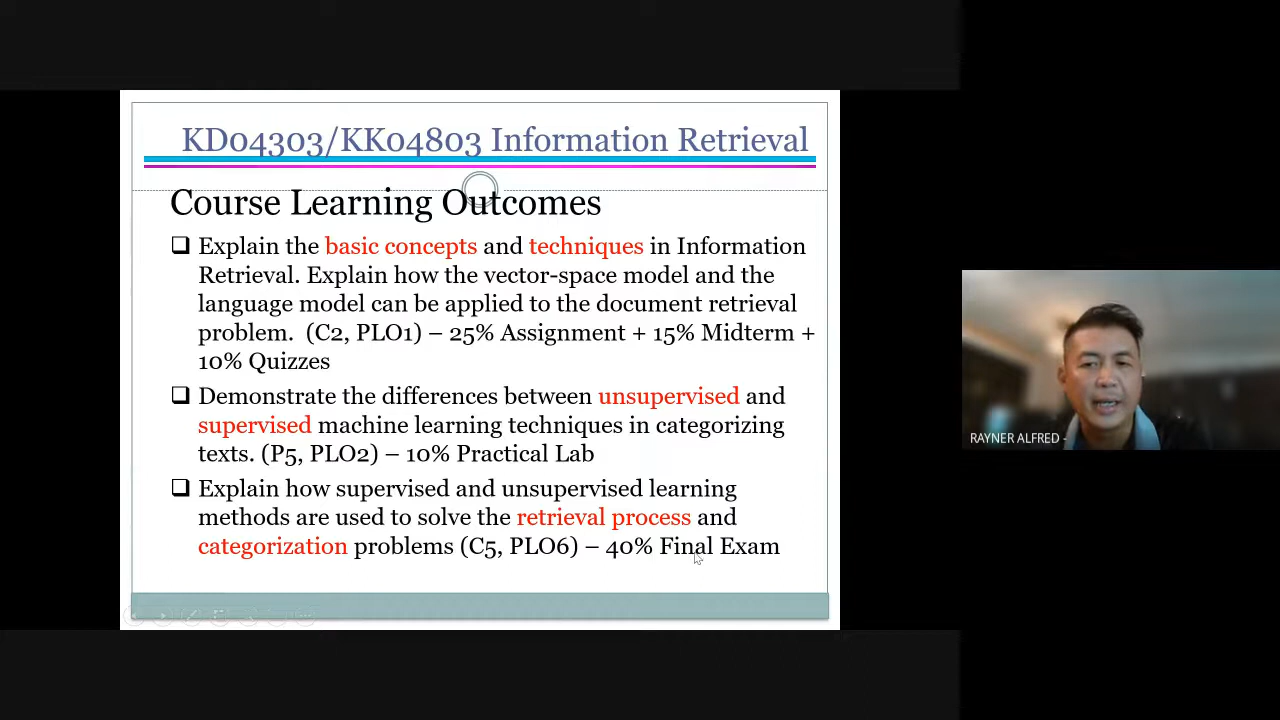 KD04303/KK04803 Information Retrieval
Course Learning Outcomes
Explain the basic concepts and techniques in Information
Retrieval. Explain how the vector-space model and the
language model can be applied to the document retrieval
problem. (C2, PLO1) – 25% Assignment + 15% Midterm +
10% Quizzes
Demonstrate the differences between unsupervised and
supervised machine learning techniques in categorizing
texts. (P5, PLO2) – 10% Practical Lab
Explain how supervised and unsupervised learning
methods are used to solve the retrieval process and
categorization problems (C5, PLO6) – 40% Final Exam
RAYNER ALFRED -